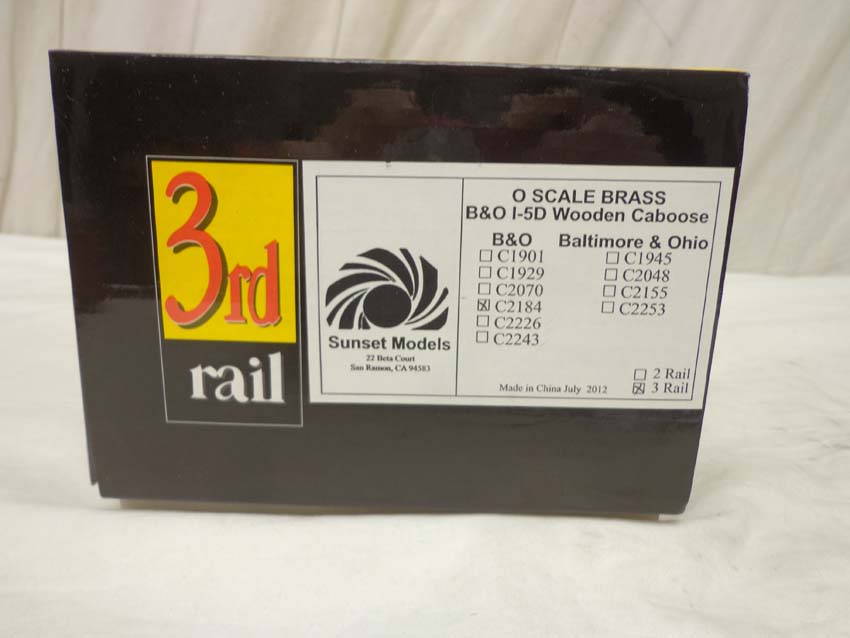 3rd
rail
Sunset Models
22 Beta Court
San Ramon, CA 94583
O SCALE BRASS
B&O I-5D Wooden Caboose
B&O
☐ C1901
☐ C1929
☐ C2070
☒ C2184
☐ C2226
☐ C2243
Baltimore & Ohio
☐ C1945
☐ C2048
☐ C2155
☐ C2253
☐ 2 Rail
☒ 3 Rail
Made in China July 2012